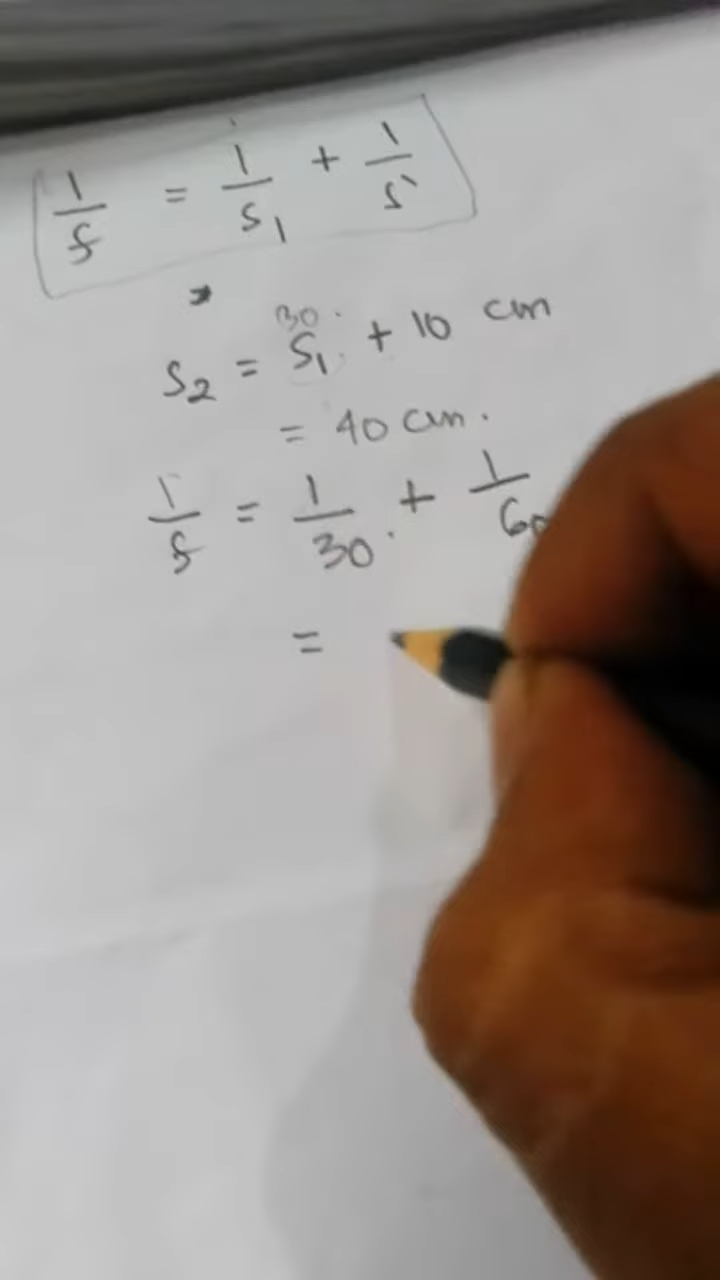 1/f = 1/s₁ + 1/s'
30.
s₂ = s₁ + 10 cm
= 40 cm.
1/f = 1/30 + 1/60
=